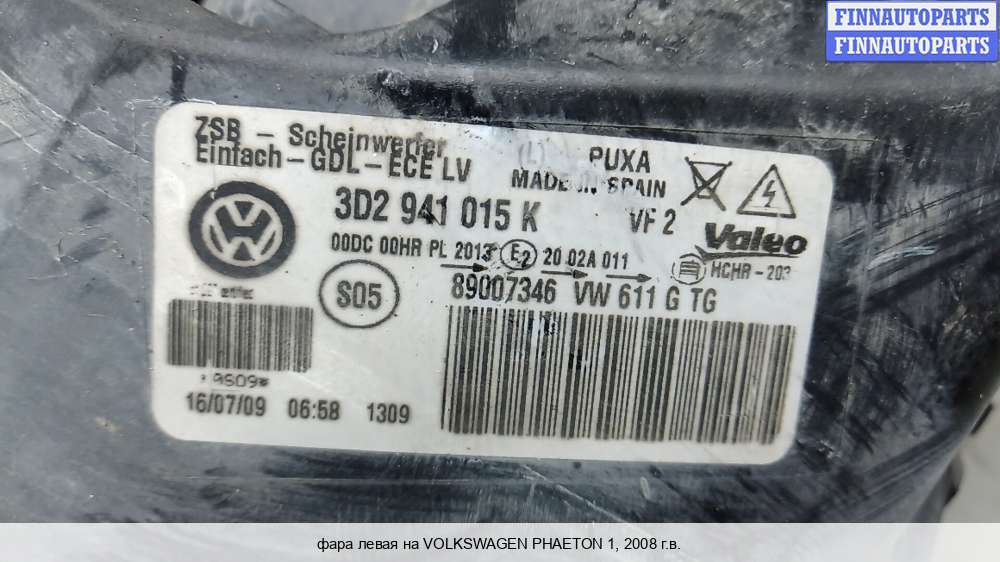 FINNAUTOPARTS
FINNAUTOPARTS
ZSB - Scheinwerfer
Einfach-GDL-ECE LV
(L)
PUXA
MADE IN SPAIN
3D2 941 015 K
VF 2
Valeo
00DC 00HR PL 2013 E2 20 02A 011
HCHR - 203
S05
89007346 VW 611 G TG
*9609*
16/07/09 06:58 1309
фара левая на VOLKSWAGEN PHAETON 1, 2008 г.в.